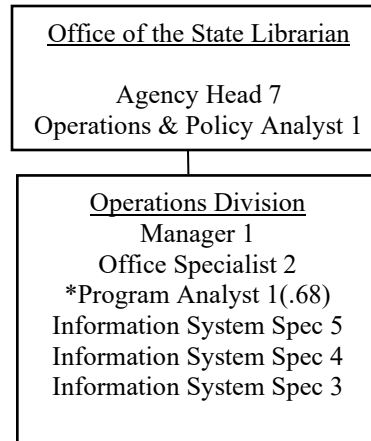 Office of the State Librarian
Agency Head 7
Operations & Policy Analyst 1
Operations Division
Manager 1
Office Specialist 2
*Program Analyst 1(.68)
Information System Spec 5
Information System Spec 4
Information System Spec 3